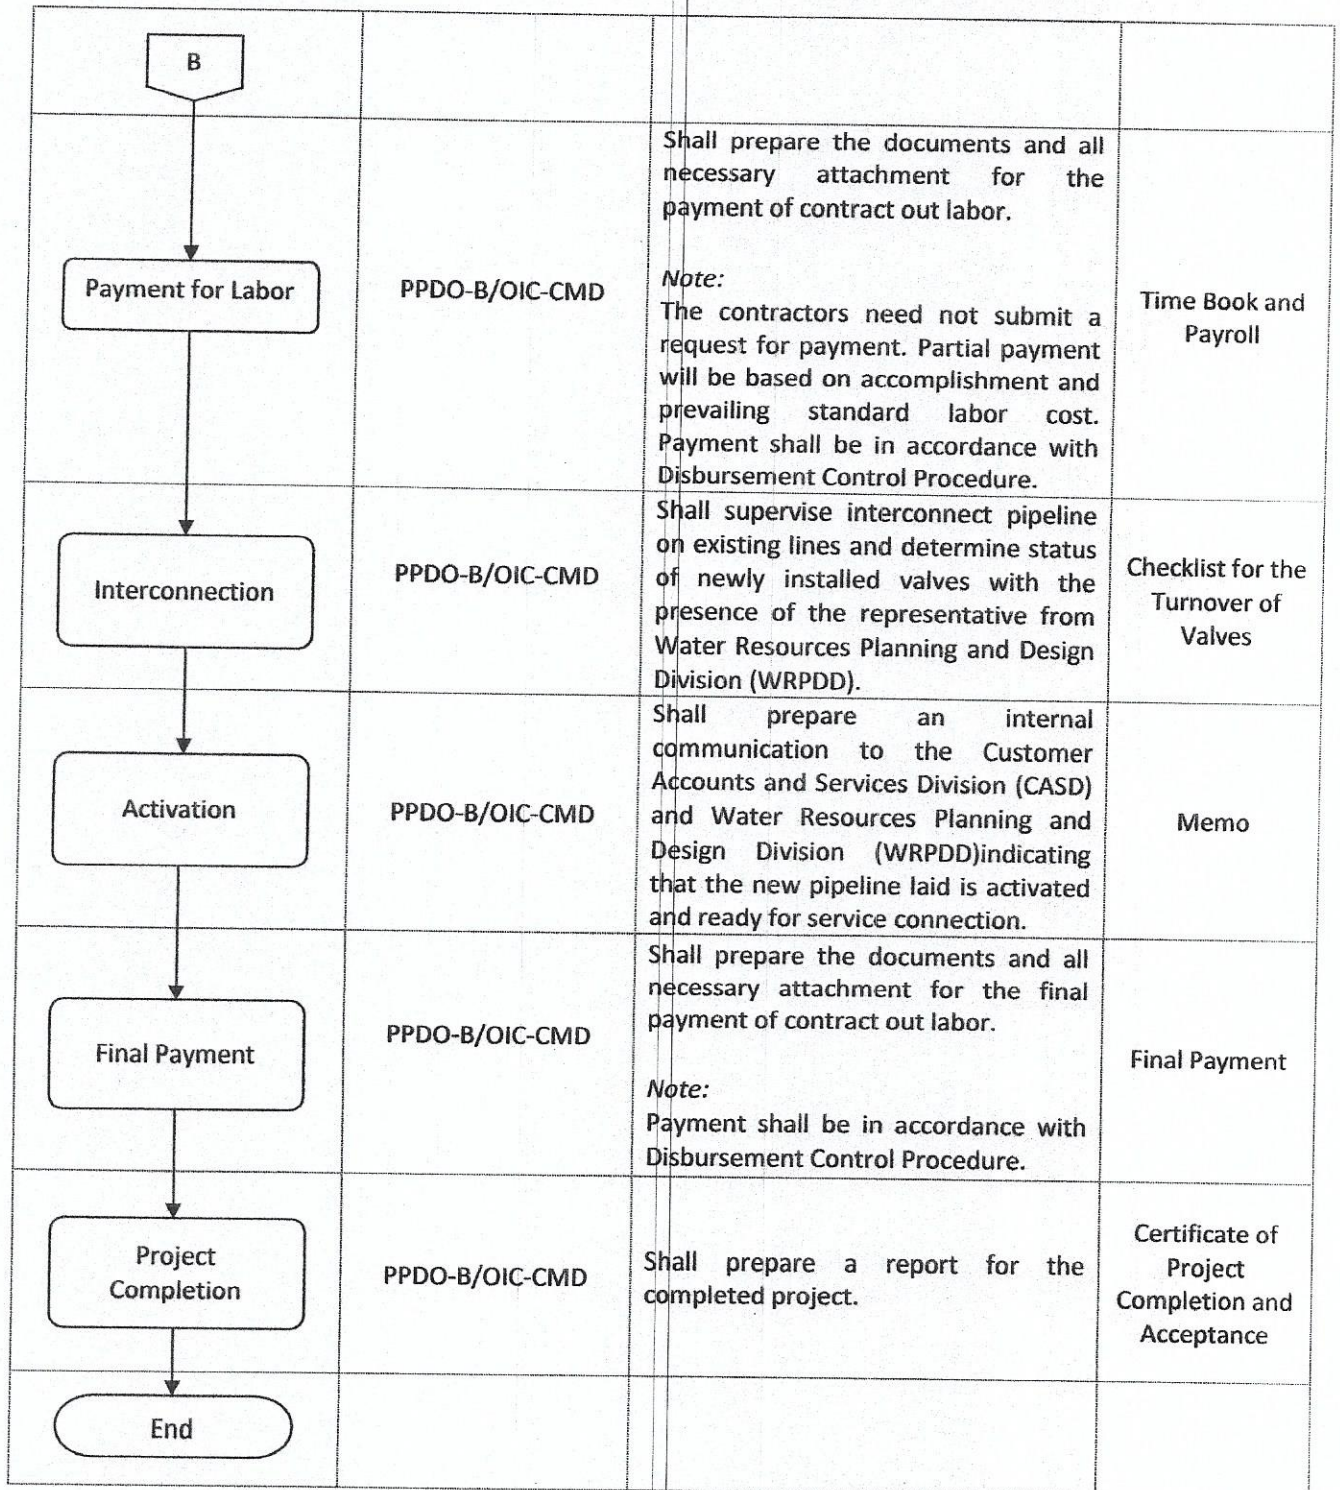 B
Payment for Labor
PPDO-B/OIC-CMD
Shall prepare the documents and all
necessary attachment for the
payment of contract out labor.
Note:
The contractors need not submit a
request for payment. Partial payment
will be based on accomplishment and
prevailing standard labor cost.
Payment shall be in accordance with
Disbursement Control Procedure.
Time Book and
Payroll
Interconnection
PPDO-B/OIC-CMD
Shall supervise interconnect pipeline
on existing lines and determine status
of newly installed valves with the
presence of the representative from
Water Resources Planning and Design
Division (WRPDD).
Checklist for the
Turnover of
Valves
Activation
PPDO-B/OIC-CMD
Shall prepare an internal
communication to the Customer
Accounts and Services Division (CASD)
and Water Resources Planning and
Design Division (WRPDD)indicating
that the new pipeline laid is activated
and ready for service connection.
Memo
Final Payment
PPDO-B/OIC-CMD
Shall prepare the documents and all
necessary attachment for the final
payment of contract out labor.
Note:
Payment shall be in accordance with
Disbursement Control Procedure.
Final Payment
Project
Completion
PPDO-B/OIC-CMD
Shall prepare a report for the
completed project.
Certificate of
Project
Completion and
Acceptance
End